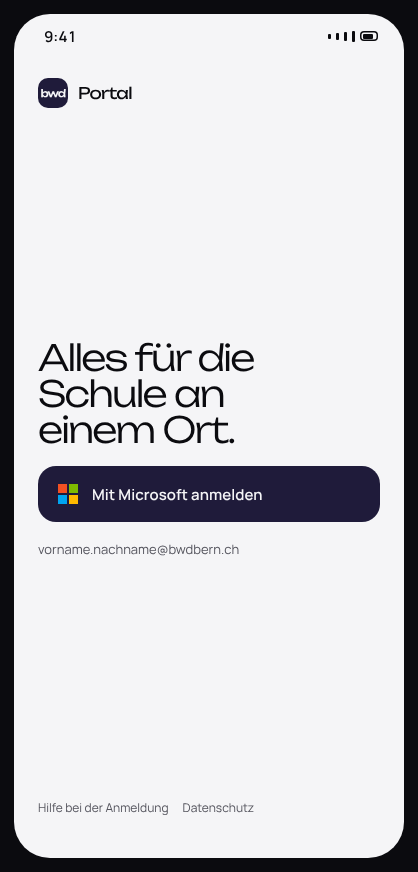 9:41
bwd Portal
Alles für die
Schule an
einem Ort.
Mit Microsoft anmelden
vorname.nachname@bwdbern.ch
Hilfe bei der Anmeldung Datenschutz